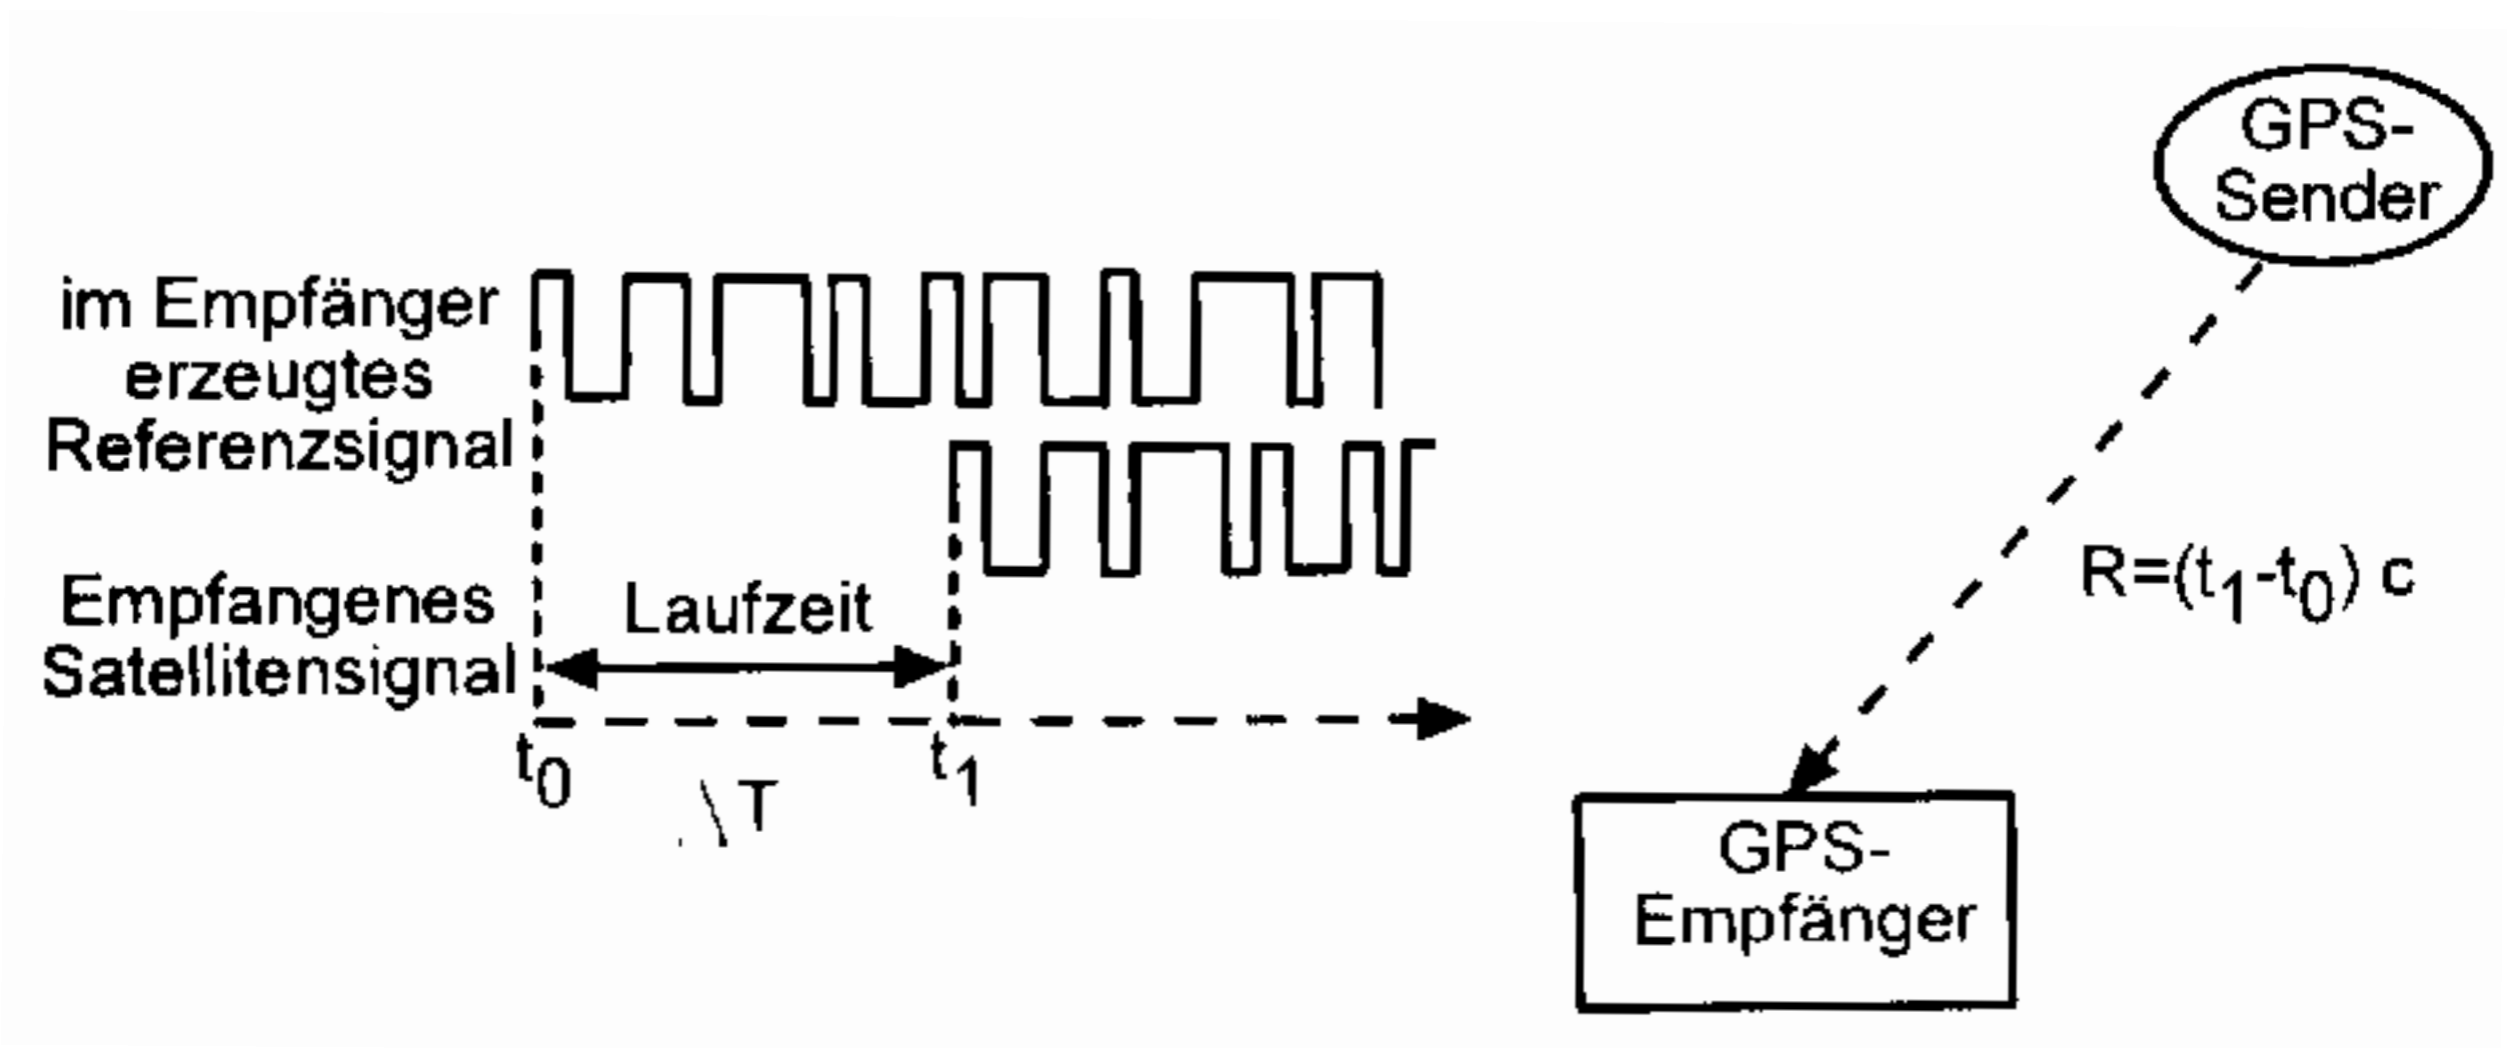 im Empfänger
erzeugtes
Referenzsignal
Empfangenes
Satellitensignal
Laufzeit
t0
t1
T
GPS-
Sender
R=(t1-t0) c
GPS-
Empfänger